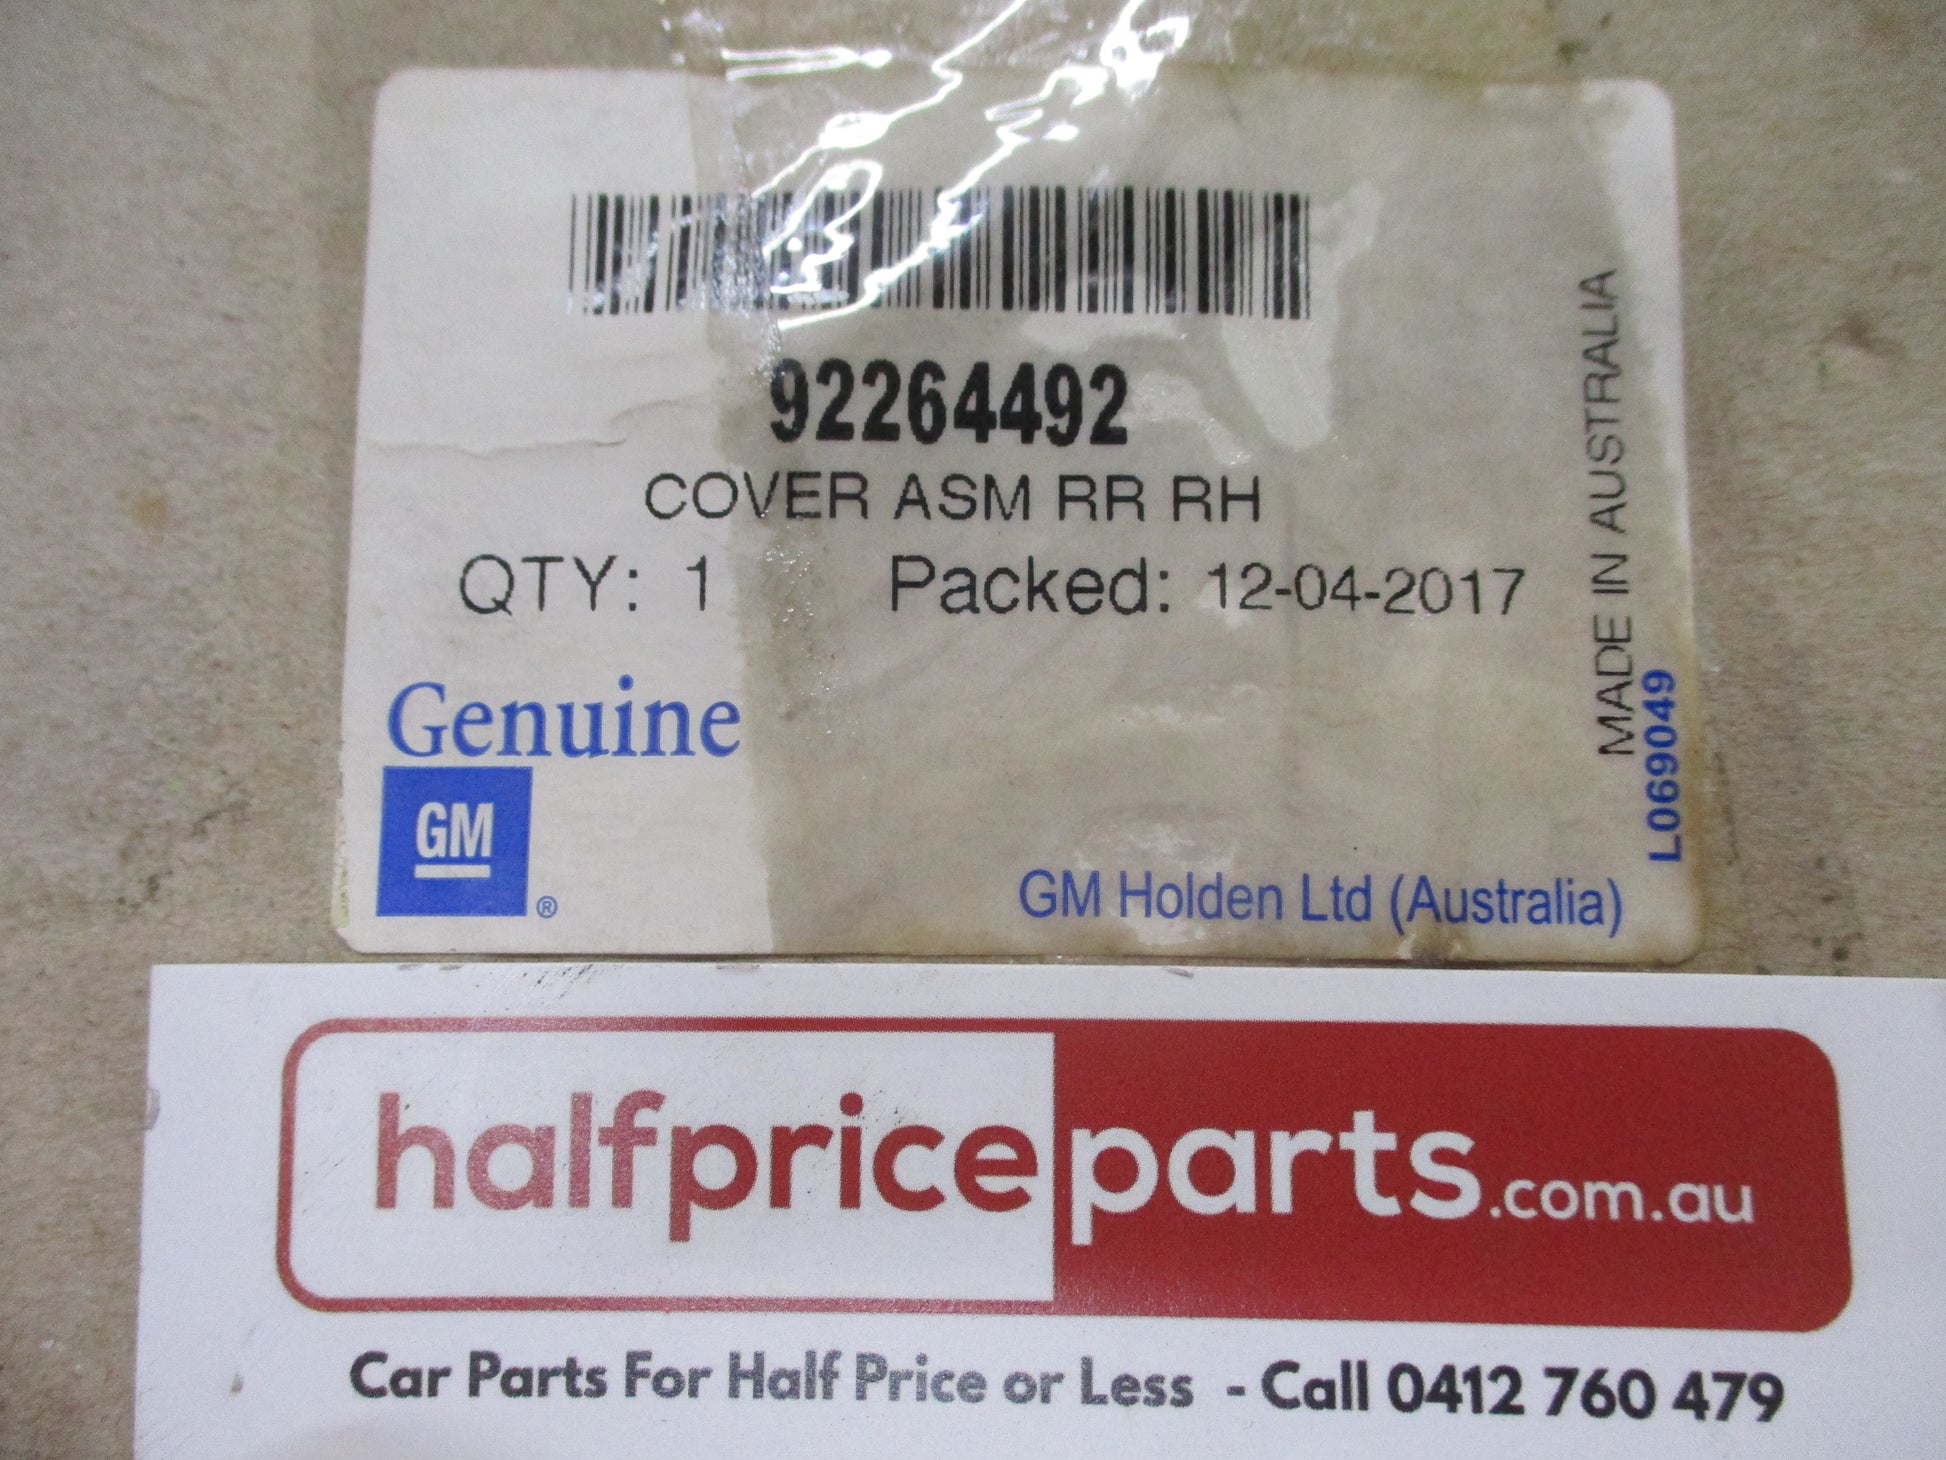 92264492
COVER ASM RR RH
QTY: 1 Packed: 12-04-2017
MADE IN AUSTRALIA
L069049
Genuine
GM
®
GM Holden Ltd (Australia)
halfpriceparts.com.au
Car Parts For Half Price or Less - Call 0412 760 479